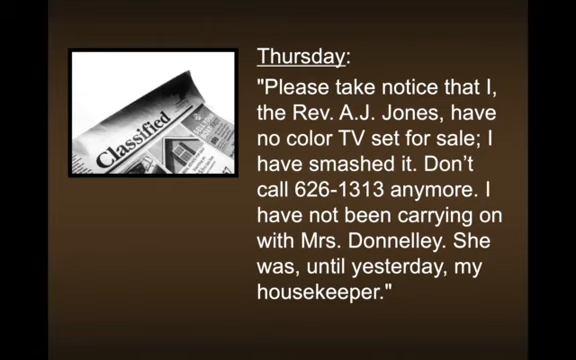 Thursday:
"Please take notice that I,
the Rev. A.J. Jones, have
no color TV set for sale; I
have smashed it. Don't
call 626-1313 anymore. I
have not been carrying on
with Mrs. Donnelley. She
was, until yesterday, my
housekeeper."
Classified